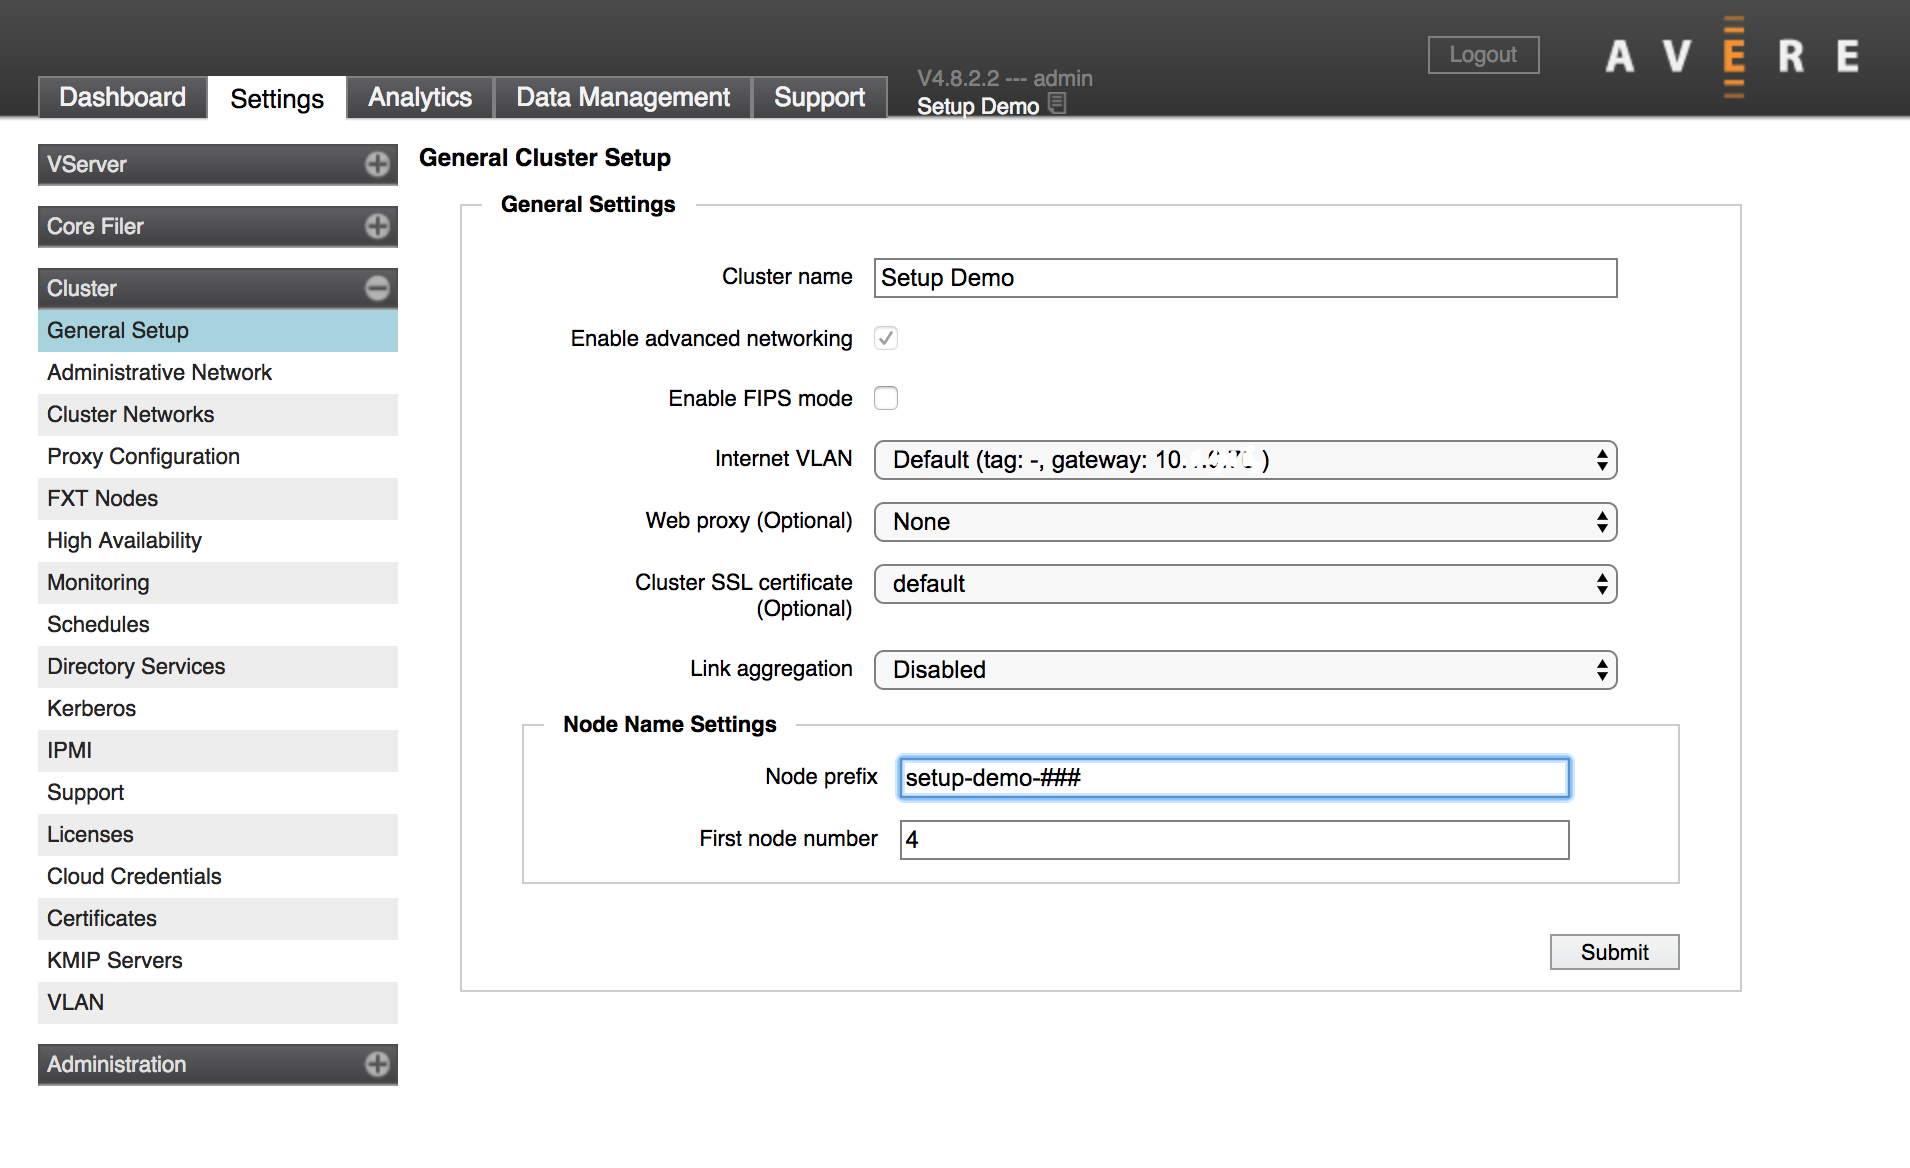 Logout
AVERE
Dashboard
Settings
Analytics
Data Management
Support
V4.8.2.2 --- admin
Setup Demo
VServer
Core Filer
Cluster
General Setup
Administrative Network
Cluster Networks
Proxy Configuration
FXT Nodes
High Availability
Monitoring
Schedules
Directory Services
Kerberos
IPMI
Support
Licenses
Cloud Credentials
Certificates
KMIP Servers
VLAN
Administration
General Cluster Setup
General Settings
Cluster name Setup Demo
Enable advanced networking
Enable FIPS mode
Internet VLAN Default (tag: -, gateway: 10. )
Web proxy (Optional) None
Cluster SSL certificate default
(Optional)
Link aggregation Disabled
Node Name Settings
Node prefix setup-demo-###
First node number 4
Submit